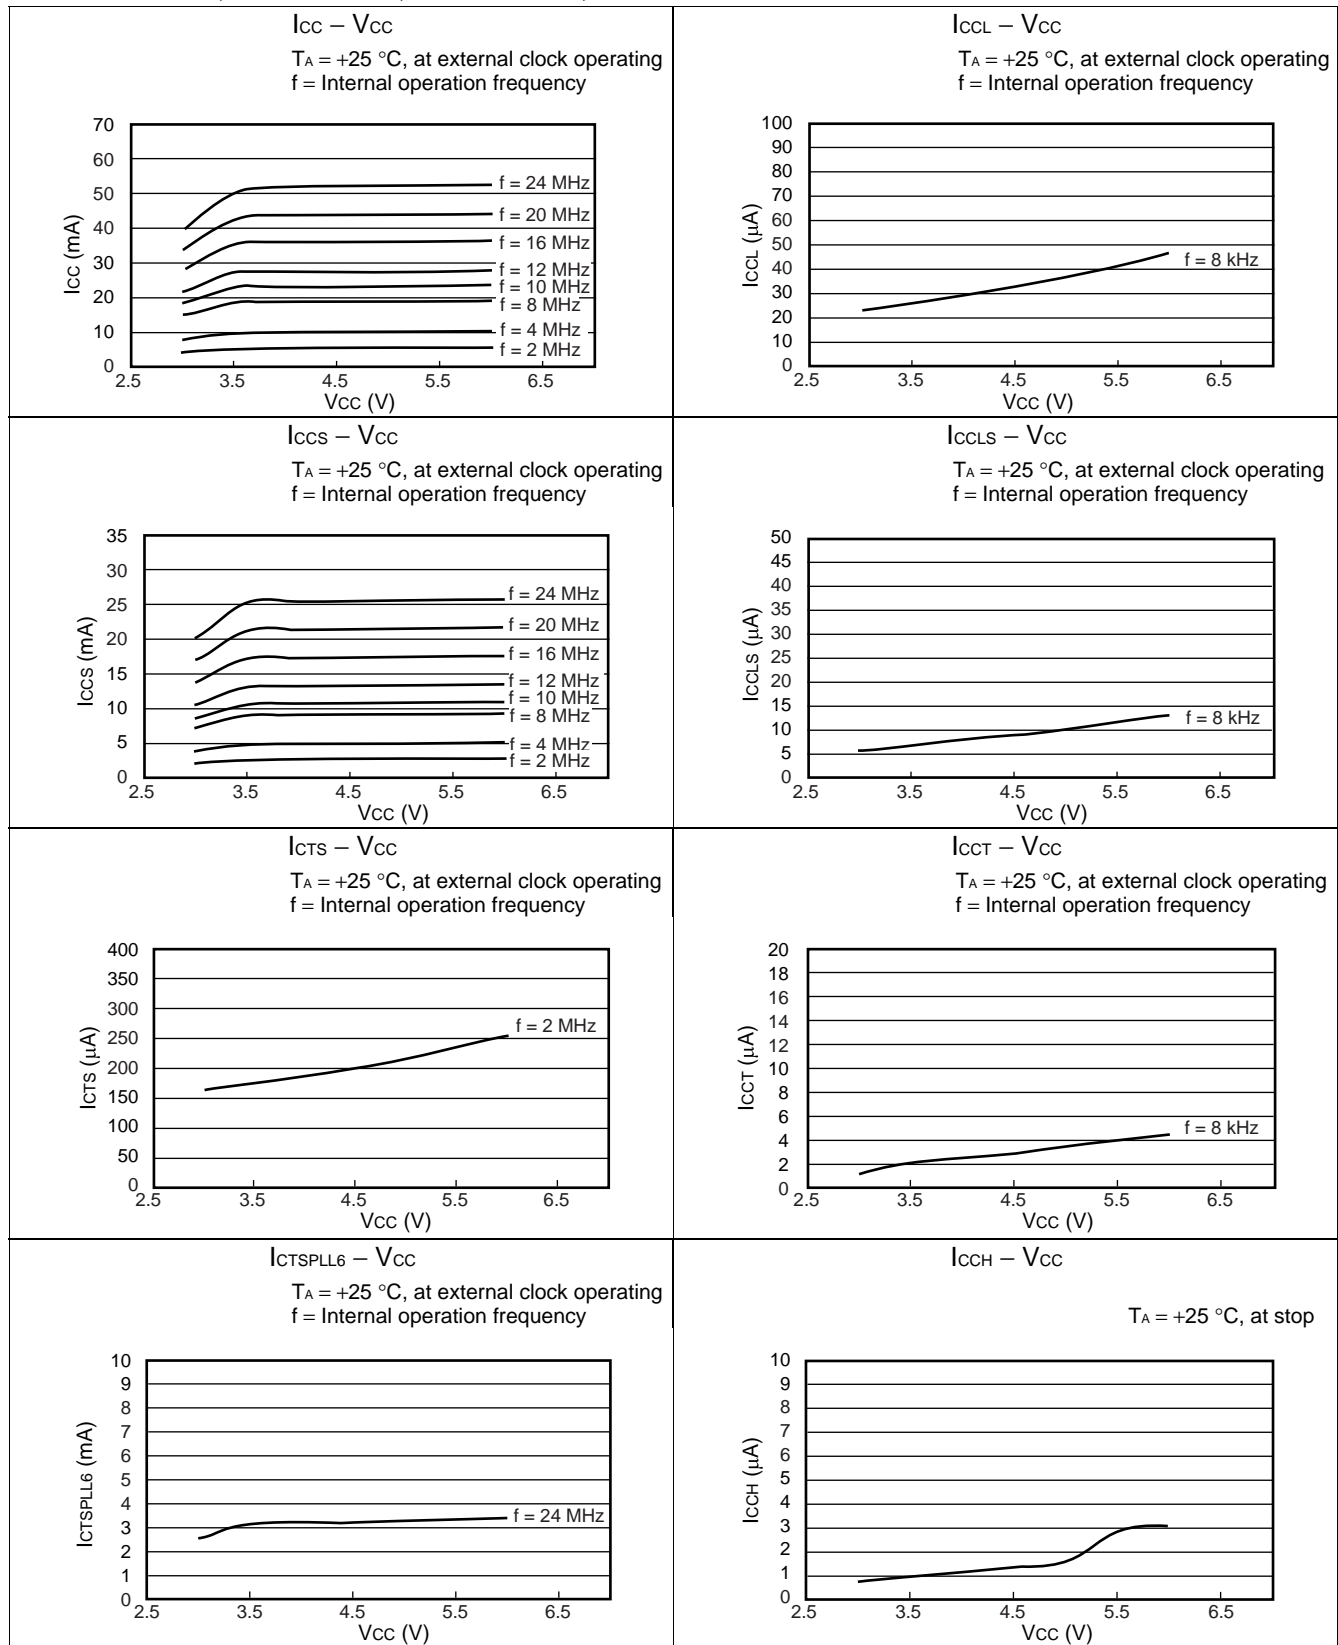 ICC – VCC
TA = +25 °C, at external clock operating
f = Internal operation frequency
70
60
50
40
30
20
10
0
ICC (mA)
f = 24 MHz
f = 20 MHz
f = 16 MHz
f = 12 MHz
f = 10 MHz
f = 8 MHz
f = 4 MHz
f = 2 MHz
2.5 3.5 4.5 5.5 6.5
VCC (V)
ICCL – VCC
TA = +25 °C, at external clock operating
f = Internal operation frequency
100
90
80
70
60
50
40
30
20
10
0
ICCL (μA)
f = 8 kHz
2.5 3.5 4.5 5.5 6.5
VCC (V)
ICCS – VCC
TA = +25 °C, at external clock operating
f = Internal operation frequency
35
30
25
20
15
10
5
0
ICCS (mA)
f = 24 MHz
f = 20 MHz
f = 16 MHz
f = 12 MHz
f = 10 MHz
f = 8 MHz
f = 4 MHz
f = 2 MHz
2.5 3.5 4.5 5.5 6.5
VCC (V)
ICCLS – VCC
TA = +25 °C, at external clock operating
f = Internal operation frequency
50
45
40
35
30
25
20
15
10
5
0
ICCLS (μA)
f = 8 kHz
2.5 3.5 4.5 5.5 6.5
VCC (V)
ICTS – VCC
TA = +25 °C, at external clock operating
f = Internal operation frequency
400
350
300
250
200
150
100
50
0
ICTS (μA)
f = 2 MHz
2.5 3.5 4.5 5.5 6.5
VCC (V)
ICCT – VCC
TA = +25 °C, at external clock operating
f = Internal operation frequency
20
18
16
14
12
10
8
6
4
2
0
ICCT (μA)
f = 8 kHz
2.5 3.5 4.5 5.5 6.5
VCC (V)
ICTSPLL6 – VCC
TA = +25 °C, at external clock operating
f = Internal operation frequency
10
9
8
7
6
5
4
3
2
1
0
ICTSPLL6 (mA)
f = 24 MHz
2.5 3.5 4.5 5.5 6.5
VCC (V)
ICCH – VCC
TA = +25 °C, at stop
10
9
8
7
6
5
4
3
2
1
0
ICCH (μA)
2.5 3.5 4.5 5.5 6.5
VCC (V)